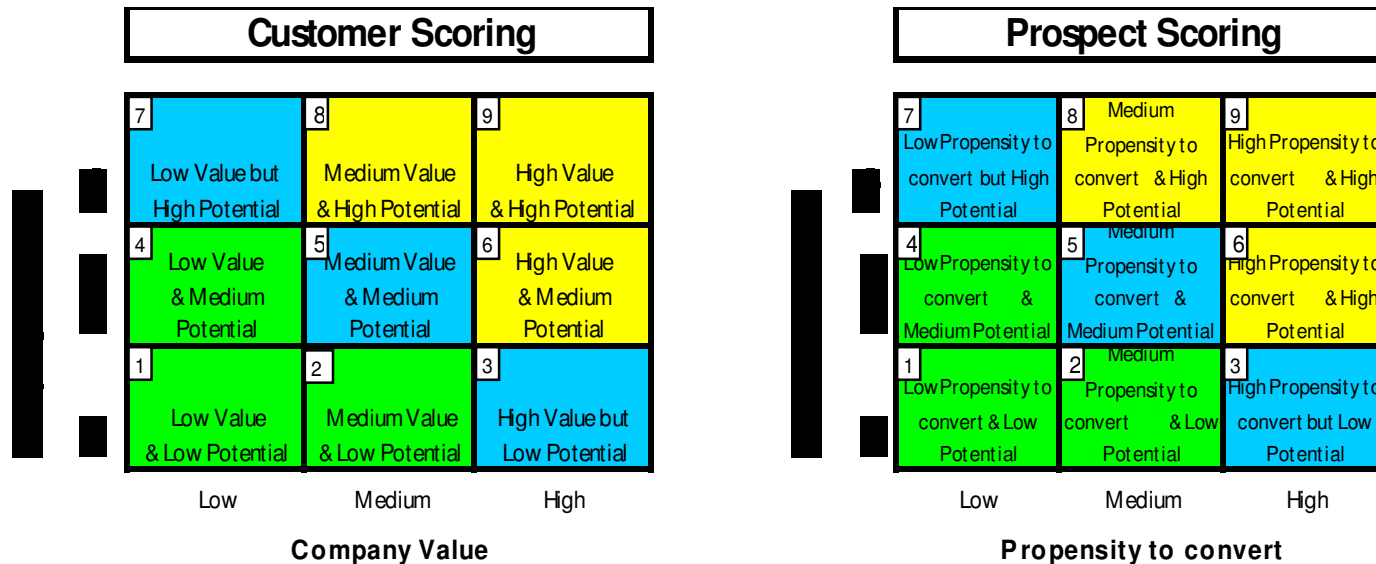 Customer Scoring
7
Low Value but
High Potential
8
Medium Value
& High Potential
9
High Value
& High Potential
4
Low Value
& Medium
Potential
5
Medium Value
& Medium
Potential
6
High Value
& Medium
Potential
1
Low Value
& Low Potential
2
Medium Value
& Low Potential
3
High Value but
Low Potential
Low Medium High
Company Value
Prospect Scoring
7
Low Propensity to
convert but High
Potential
8
Medium
Propensity to
convert & High
Potential
9
High Propensity to
convert & High
Potential
4
Low Propensity to
convert &
Medium Potential
5
Medium
Propensity to
convert &
Medium Potential
6
High Propensity to
convert & High
Potential
1
Low Propensity to
convert & Low
Potential
2
Medium
Propensity to
convert & Low
Potential
3
High Propensity to
convert but Low
Potential
Low Medium High
Propensity to convert